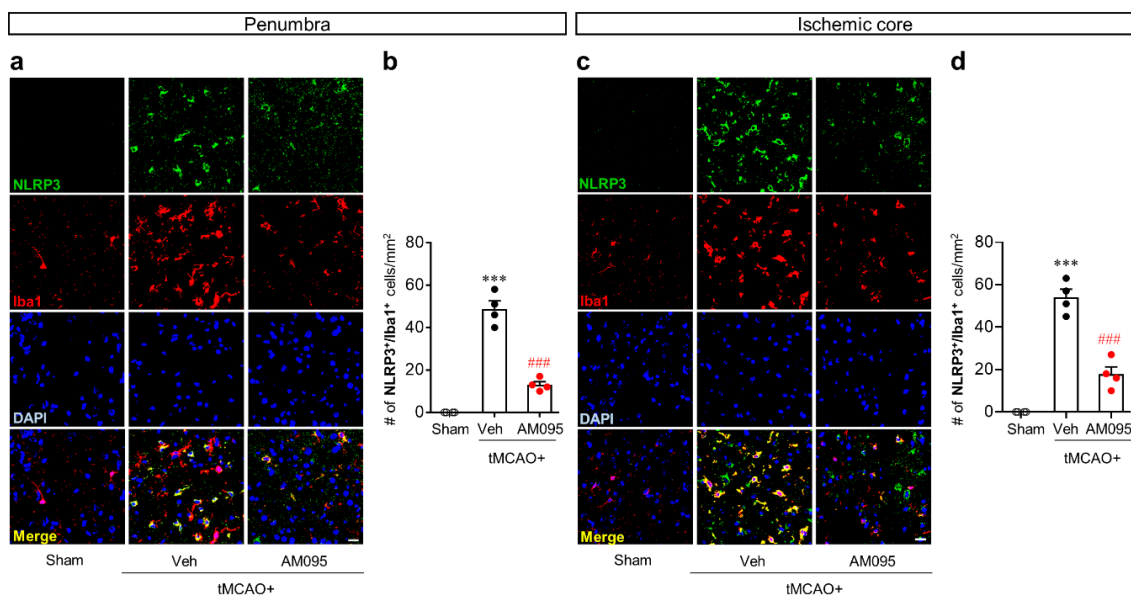 Penumbra
Ischemic core
a
NLRP3
Iba1
DAPI
Merge
Sham
Veh
AM095
tMCAO+
b
# of NLRP3⁺/Iba1⁺ cells/mm²
80
60
40
20
0
***
###
Sham Veh AM095
tMCAO+
c
NLRP3
Iba1
DAPI
Merge
Sham
Veh
AM095
tMCAO+
d
# of NLRP3⁺/Iba1⁺ cells/mm²
80
60
40
20
0
***
###
Sham Veh AM095
tMCAO+